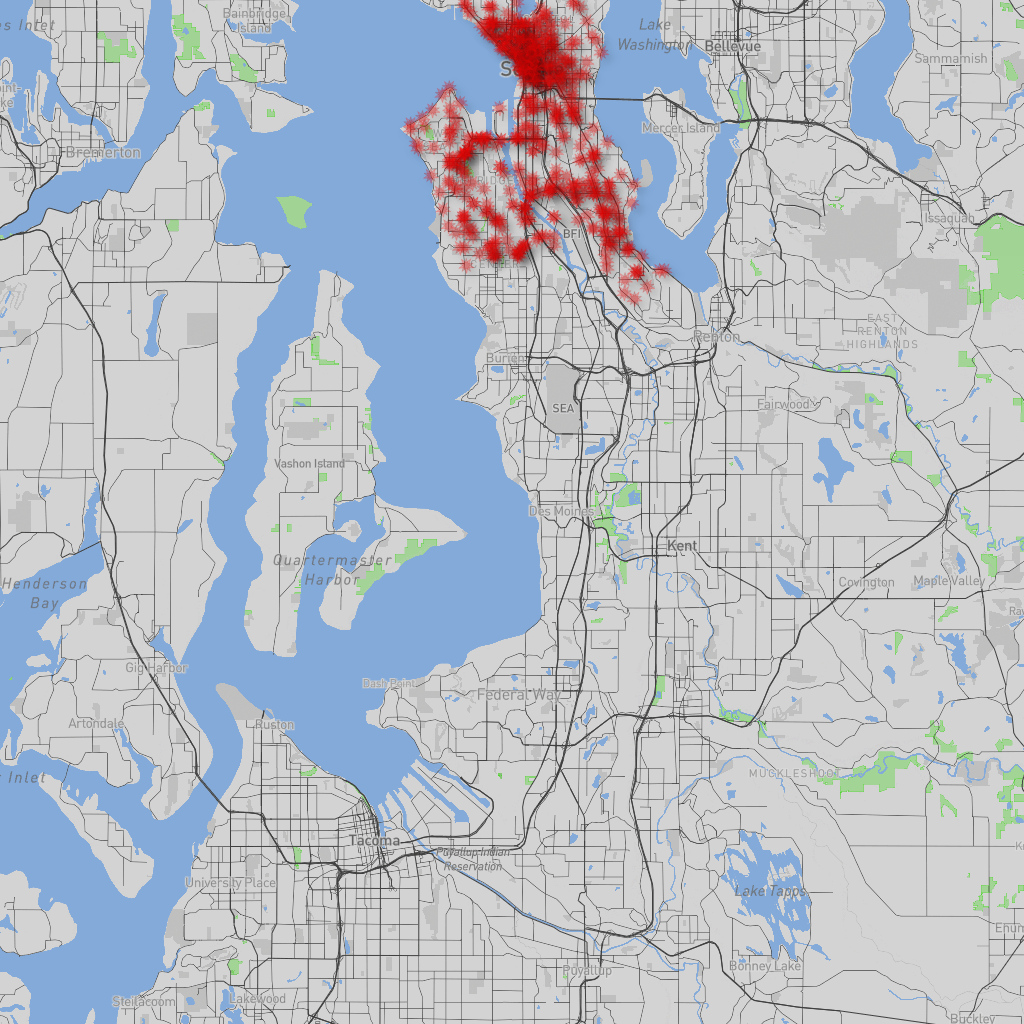 Bainbridge
Island
Lake
Washington
Bellevue
Sammamish
Bremerton
Mercer Island
Issaquah
BFI
Renton
EAST
RENTON
HIGHLANDS
Burien
SEA
Fairwood
Vashon Island
Des Moines
Kent
Quartermaster
Harbor
Henderson
Bay
Covington
Maple Valley
Gig Harbor
Dash Point
Federal Way
Artondale
Ruston
Inlet
MUCKLESHOOT
Tacoma
Puyallup Indian
Reservation
University Place
Lake Tapps
Puyallup
Bonney Lake
Steilacoom
Lakewood
Buckley